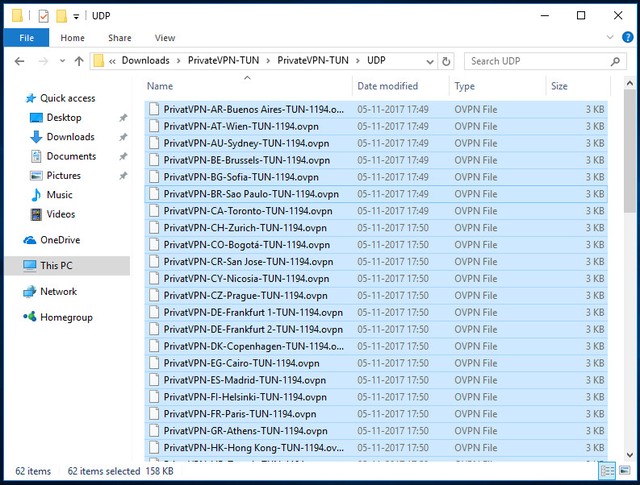 UDP
File Home Share View
« Downloads > PrivateVPN-TUN > PrivateVPN-TUN > UDP Search UDP
Name Date modified Type Size
Quick access
Desktop
Downloads
Documents
Pictures
Music
Videos
OneDrive
This PC
Network
Homegroup
PrivatVPN-AR-Buenos Aires-TUN-1194.o... 05-11-2017 17:49 OVPN File 3 KB
PrivatVPN-AT-Wien-TUN-1194.ovpn 05-11-2017 17:49 OVPN File 3 KB
PrivatVPN-AU-Sydney-TUN-1194.ovpn 05-11-2017 17:49 OVPN File 3 KB
PrivatVPN-BE-Brussels-TUN-1194.ovpn 05-11-2017 17:49 OVPN File 3 KB
PrivatVPN-BG-Sofia-TUN-1194.ovpn 05-11-2017 17:49 OVPN File 3 KB
PrivatVPN-BR-Sao Paulo-TUN-1194.ovpn 05-11-2017 17:49 OVPN File 3 KB
PrivatVPN-CA-Toronto-TUN-1194.ovpn 05-11-2017 17:49 OVPN File 3 KB
PrivatVPN-CH-Zurich-TUN-1194.ovpn 05-11-2017 17:50 OVPN File 3 KB
PrivatVPN-CO-Bogotá-TUN-1194.ovpn 05-11-2017 17:50 OVPN File 3 KB
PrivatVPN-CR-San Jose-TUN-1194.ovpn 05-11-2017 17:50 OVPN File 3 KB
PrivatVPN-CY-Nicosia-TUN-1194.ovpn 05-11-2017 17:50 OVPN File 3 KB
PrivatVPN-CZ-Prague-TUN-1194.ovpn 05-11-2017 17:50 OVPN File 3 KB
PrivatVPN-DE-Frankfurt 1-TUN-1194.ovpn 05-11-2017 17:50 OVPN File 3 KB
PrivatVPN-DE-Frankfurt 2-TUN-1194.ovpn 05-11-2017 17:50 OVPN File 3 KB
PrivatVPN-DK-Copenhagen-TUN-1194.o... 05-11-2017 17:50 OVPN File 3 KB
PrivatVPN-EG-Cairo-TUN-1194.ovpn 05-11-2017 17:50 OVPN File 3 KB
PrivatVPN-ES-Madrid-TUN-1194.ovpn 05-11-2017 17:50 OVPN File 3 KB
PrivatVPN-FI-Helsinki-TUN-1194.ovpn 05-11-2017 17:50 OVPN File 3 KB
PrivatVPN-FR-Paris-TUN-1194.ovpn 05-11-2017 17:50 OVPN File 3 KB
PrivatVPN-GR-Athens-TUN-1194.ovpn 05-11-2017 17:50 OVPN File 3 KB
PrivatVPN-HK-Hong Kong-TUN-1194.ov... 05-11-2017 17:50 OVPN File 3 KB
62 items 62 items selected 158 KB